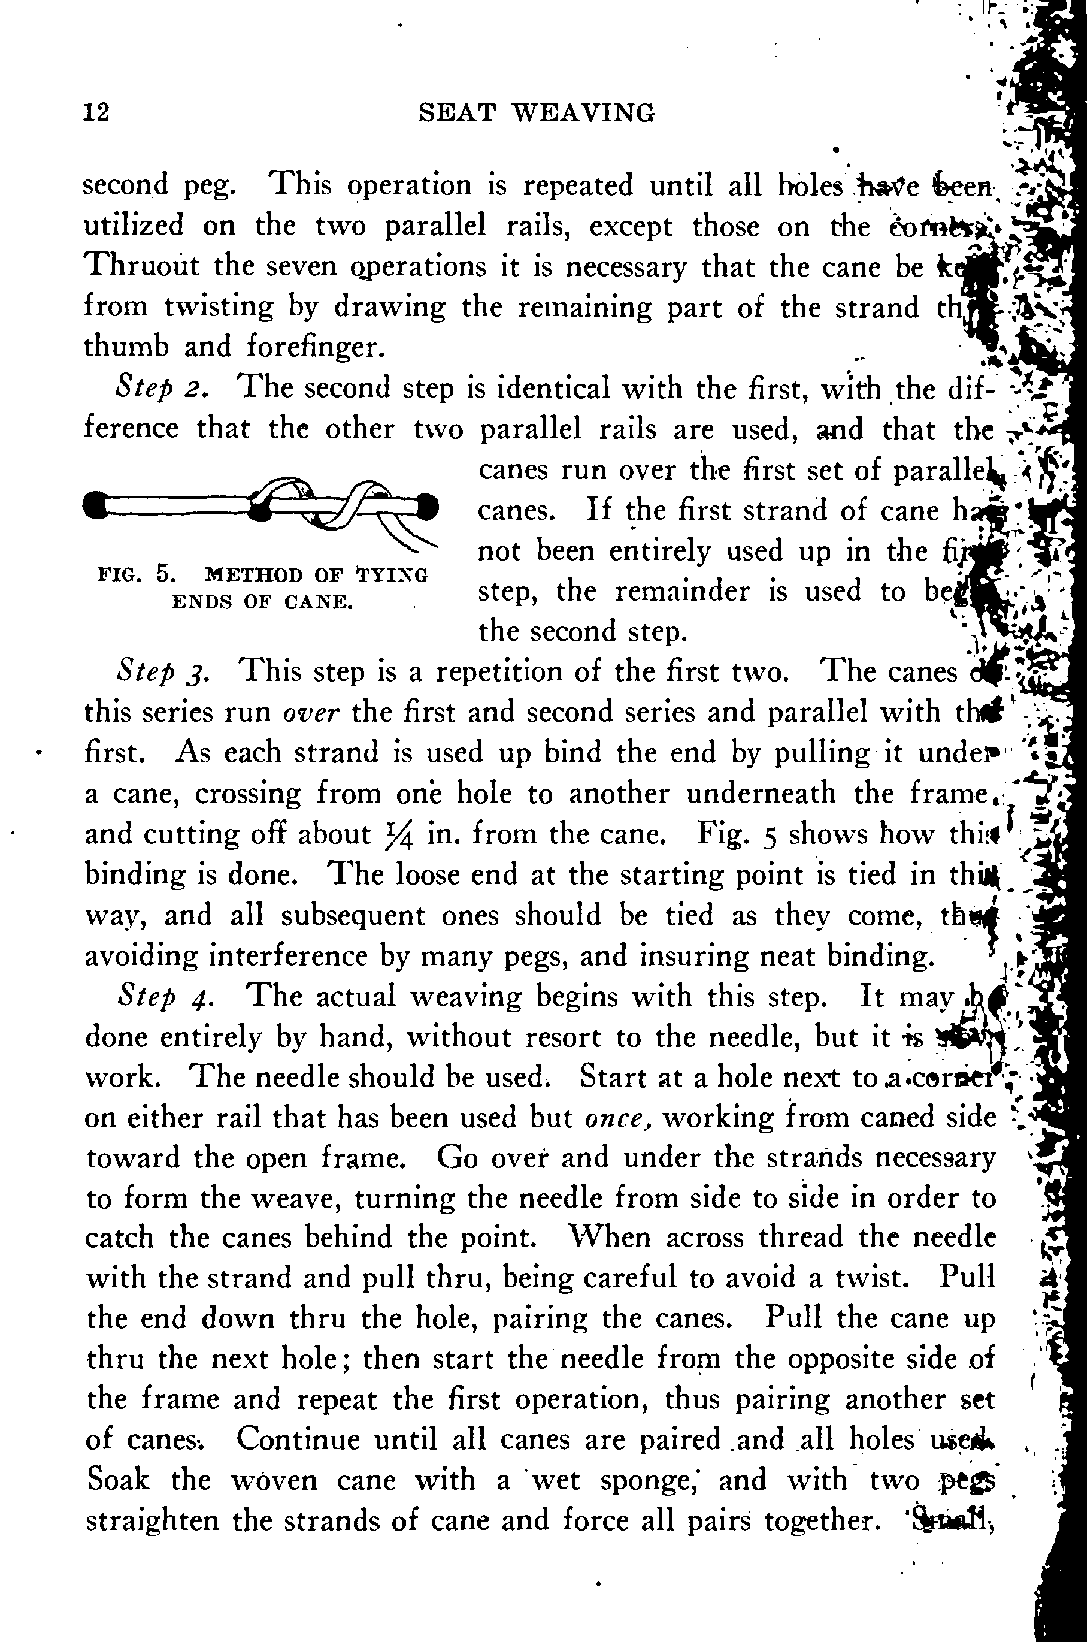 12 SEAT WEAVING
second peg. This operation is repeated until all holes have been
utilized on the two parallel rails, except those on the corners.
Thruout the seven operations it is necessary that the cane be
from twisting by drawing the remaining part of the strand
thumb and forefinger.
Step 2. The second step is identical with the first, with the dif-
ference that the other two parallel rails are used, and that the
canes run over the first set of parallel
canes. If the first strand of cane
not been entirely used up in the
step, the remainder is used to
the second step.
FIG. 5. METHOD OF TYING
ENDS OF CANE.
Step 3. This step is a repetition of the first two. The canes
this series run over the first and second series and parallel with
first. As each strand is used up bind the end by pulling it under
a cane, crossing from one hole to another underneath the frame,
and cutting off about ¼ in. from the cane. Fig. 5 shows how this
binding is done. The loose end at the starting point is tied in this
way, and all subsequent ones should be tied as they come, thus
avoiding interference by many pegs, and insuring neat binding.
Step 4. The actual weaving begins with this step. It may be
done entirely by hand, without resort to the needle, but it is
work. The needle should be used. Start at a hole next to a corner
on either rail that has been used but once, working from caned side
toward the open frame. Go over and under the strands necessary
to form the weave, turning the needle from side to side in order to
catch the canes behind the point. When across thread the needle
with the strand and pull thru, being careful to avoid a twist. Pull
the end down thru the hole, pairing the canes. Pull the cane up
thru the next hole; then start the needle from the opposite side of
the frame and repeat the first operation, thus pairing another set
of canes. Continue until all canes are paired and all holes used.
Soak the woven cane with a wet sponge, and with two pegs
straighten the strands of cane and force all pairs together. Small,